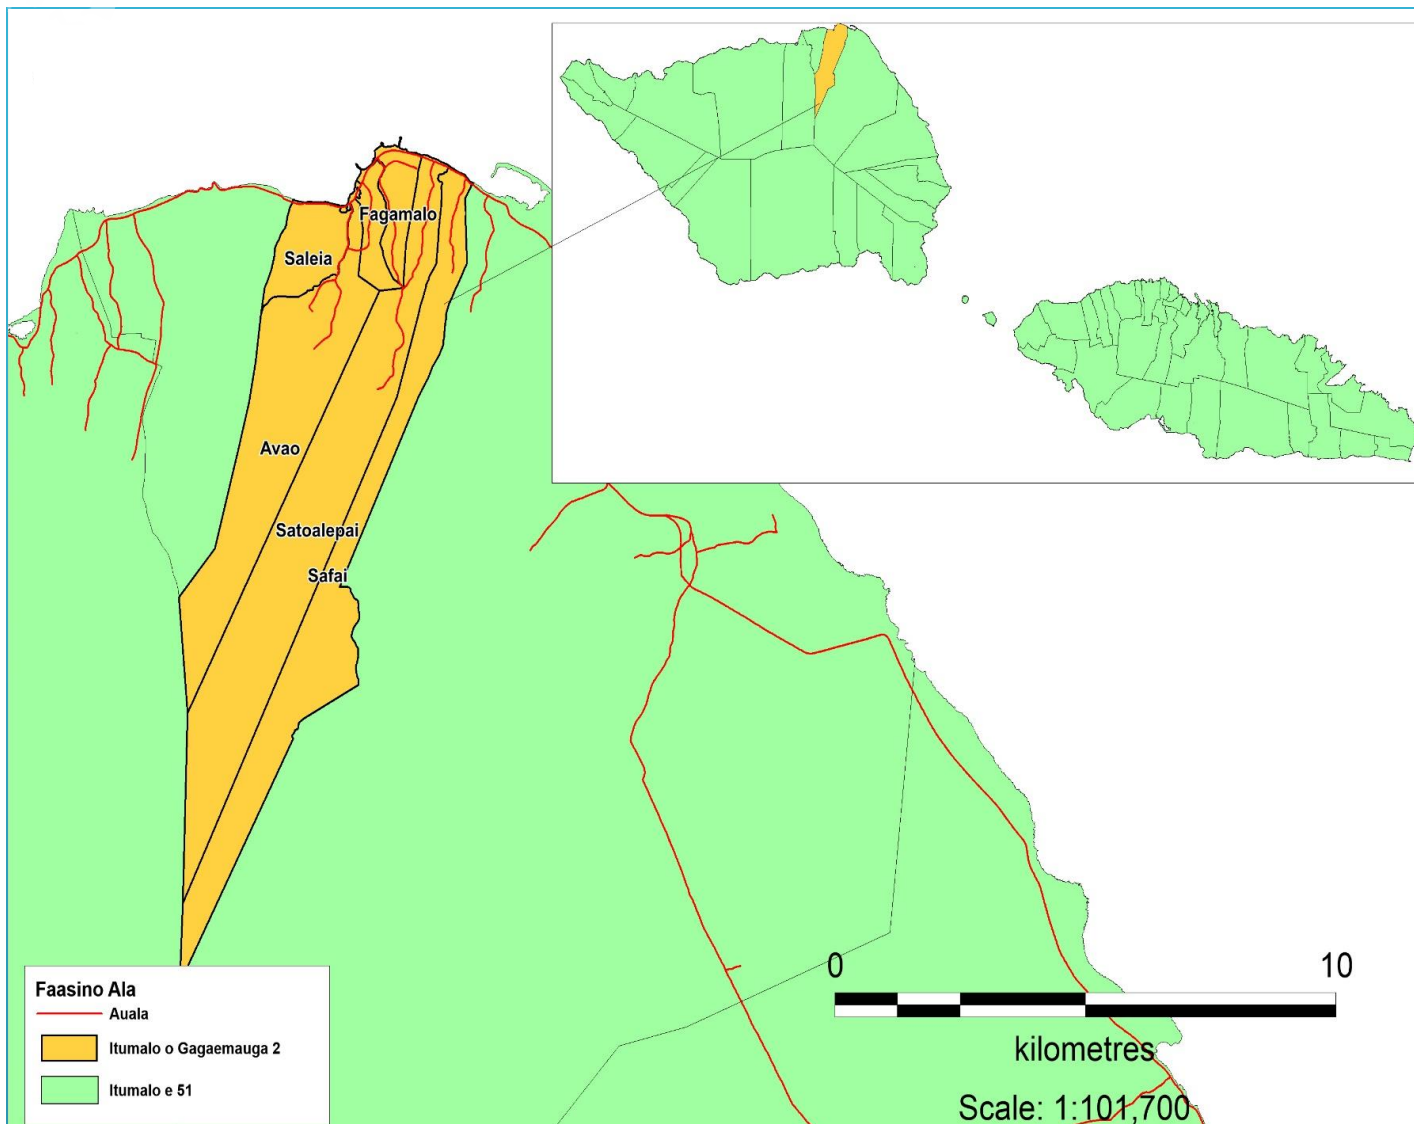 Fagamalo
Saleia
Avao
Satoalepai
Safai
Faasino Ala
Auala
Itumalo o Gagaemauga 2
Itumalo e 51
0 10
kilometres
Scale: 1:101,700